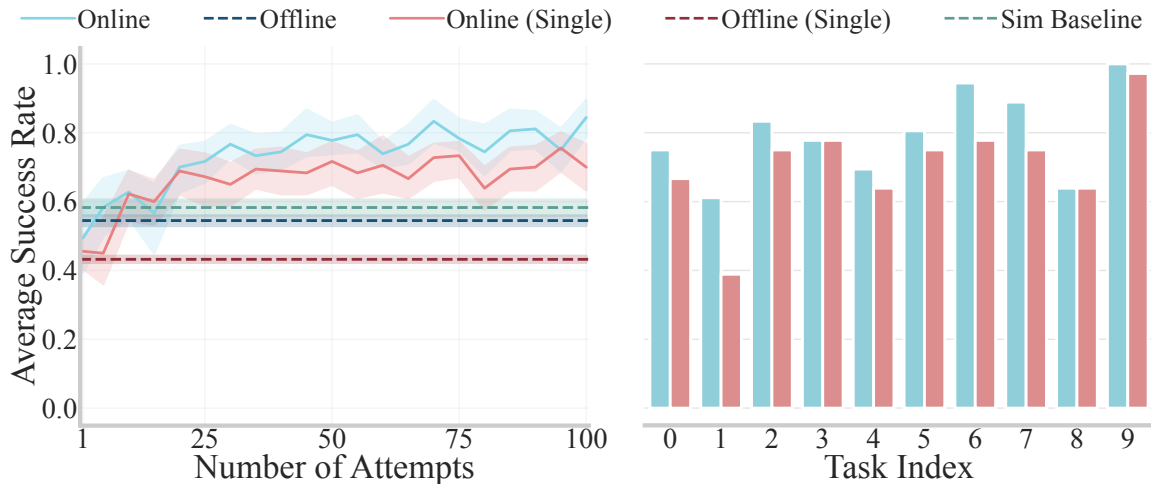 Online Offline Online (Single) Offline (Single) Sim Baseline
Average Success Rate
1.0
0.8
0.6
0.4
0.2
0.0
1 25 50 75 100
Number of Attempts
0 1 2 3 4 5 6 7 8 9
Task Index